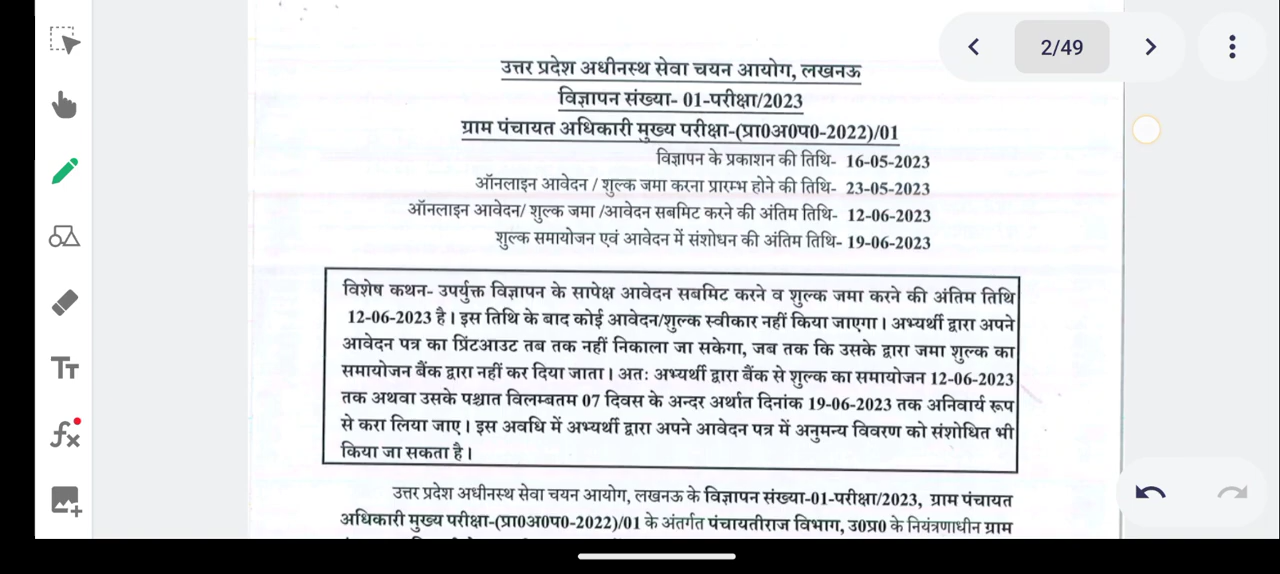 2/49
उत्तर प्रदेश अधीनस्थ सेवा चयन आयोग, लखनऊ
विज्ञापन संख्या- 01-परीक्षा/2023
ग्राम पंचायत अधिकारी मुख्य परीक्षा-(प्रा0अ0प0-2022)/01
विज्ञापन के प्रकाशन की तिथि- 16-05-2023
ऑनलाइन आवेदन / शुल्क जमा करना प्रारम्भ होने की तिथि- 23-05-2023
ऑनलाइन आवेदन/ शुल्क जमा /आवेदन सबमिट करने की अंतिम तिथि- 12-06-2023
शुल्क समायोजन एवं आवेदन में संशोधन की अंतिम तिथि- 19-06-2023
विशेष कथन- उपर्युक्त विज्ञापन के सापेक्ष आवेदन सबमिट करने व शुल्क जमा करने की अंतिम तिथि
12-06-2023 है। इस तिथि के बाद कोई आवेदन/शुल्क स्वीकार नहीं किया जाएगा। अभ्यर्थी द्वारा अपने
आवेदन पत्र का प्रिंटआउट तब तक नहीं निकाला जा सकेगा, जब तक कि उसके द्वारा जमा शुल्क का
समायोजन बैंक द्वारा नहीं कर दिया जाता। अतः अभ्यर्थी द्वारा बैंक से शुल्क का समायोजन 12-06-2023
तक अथवा उसके पश्चात विलम्बतम 07 दिवस के अन्दर अर्थात दिनांक 19-06-2023 तक अनिवार्य रूप
से करा लिया जाए। इस अवधि में अभ्यर्थी द्वारा अपने आवेदन पत्र में अनुमन्य विवरण को संशोधित भी
किया जा सकता है।
उत्तर प्रदेश अधीनस्थ सेवा चयन आयोग, लखनऊ के विज्ञापन संख्या-01-परीक्षा/2023, ग्राम पंचायत
अधिकारी मुख्य परीक्षा-(प्रा0अ0प0-2022)/01 के अंतर्गत पंचायतीराज विभाग, उ0प्र0 के नियंत्रणाधीन ग्राम
Tт
fx